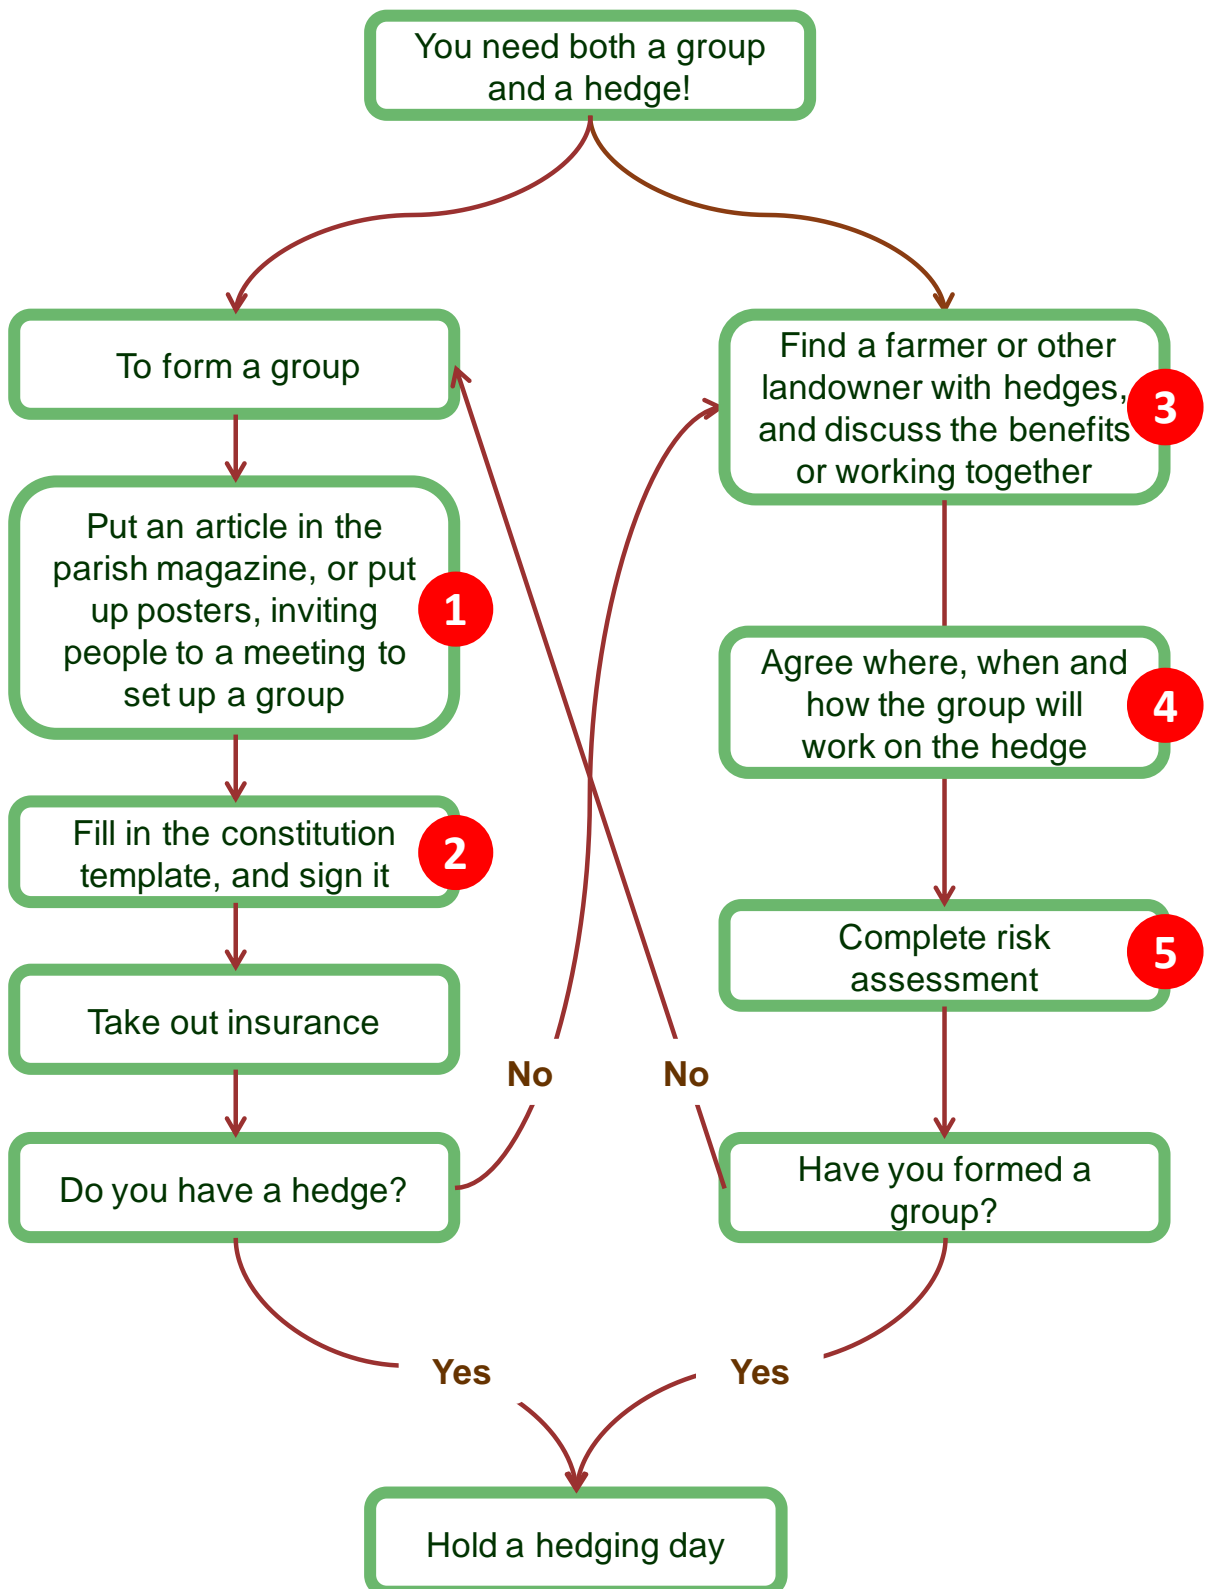 You need both a group
and a hedge!
To form a group
Put an article in the
parish magazine, or put
up posters, inviting
people to a meeting to
set up a group
1
Fill in the constitution
template, and sign it
2
Take out insurance
Do you have a hedge?
No
Yes
Find a farmer or other
landowner with hedges,
and discuss the benefits
or working together
3
Agree where, when and
how the group will
work on the hedge
4
Complete risk
assessment
5
Have you formed a
group?
No
Yes
Hold a hedging day